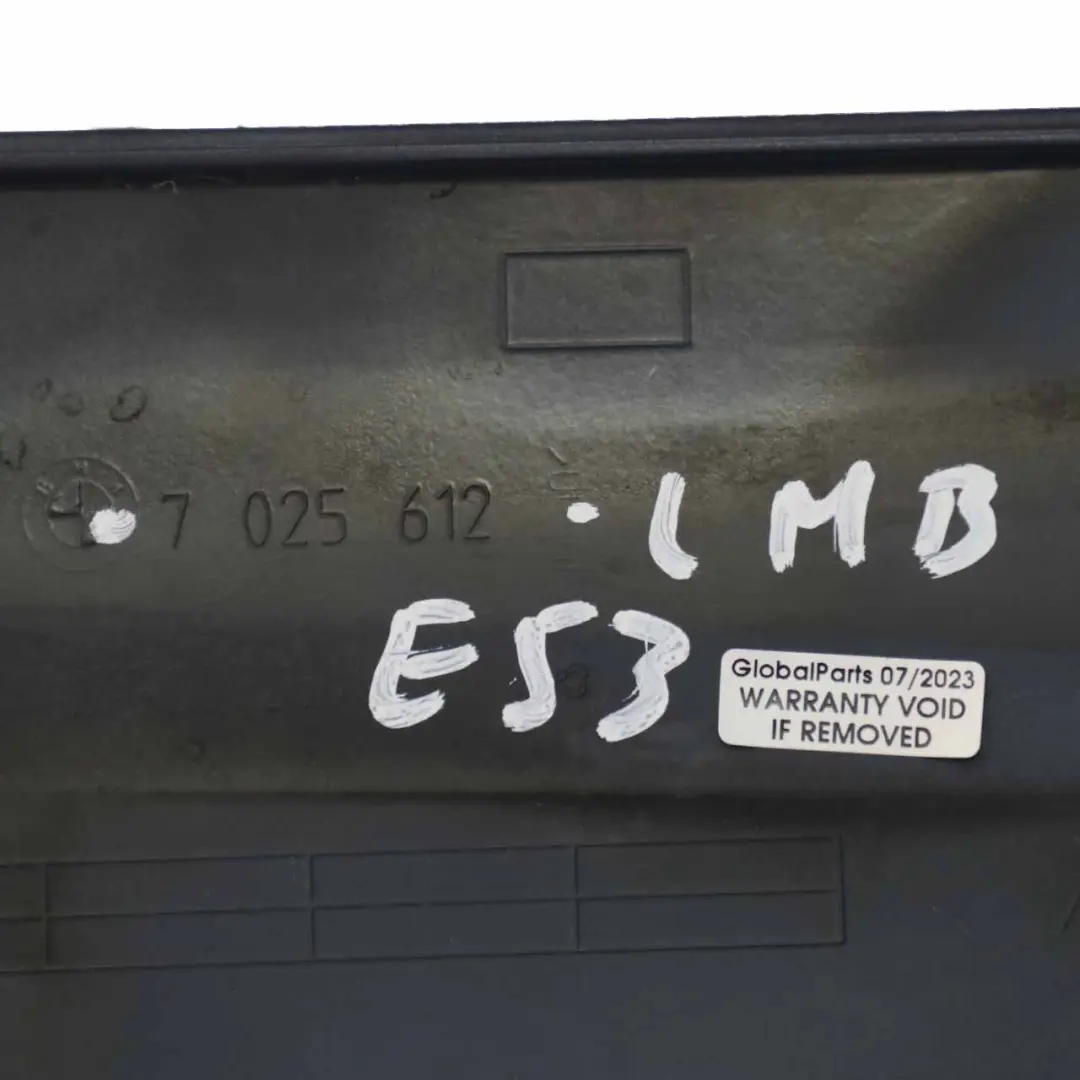 7 025 612
LMB
E53
GlobalParts 07/2023
WARRANTY VOID
IF REMOVED